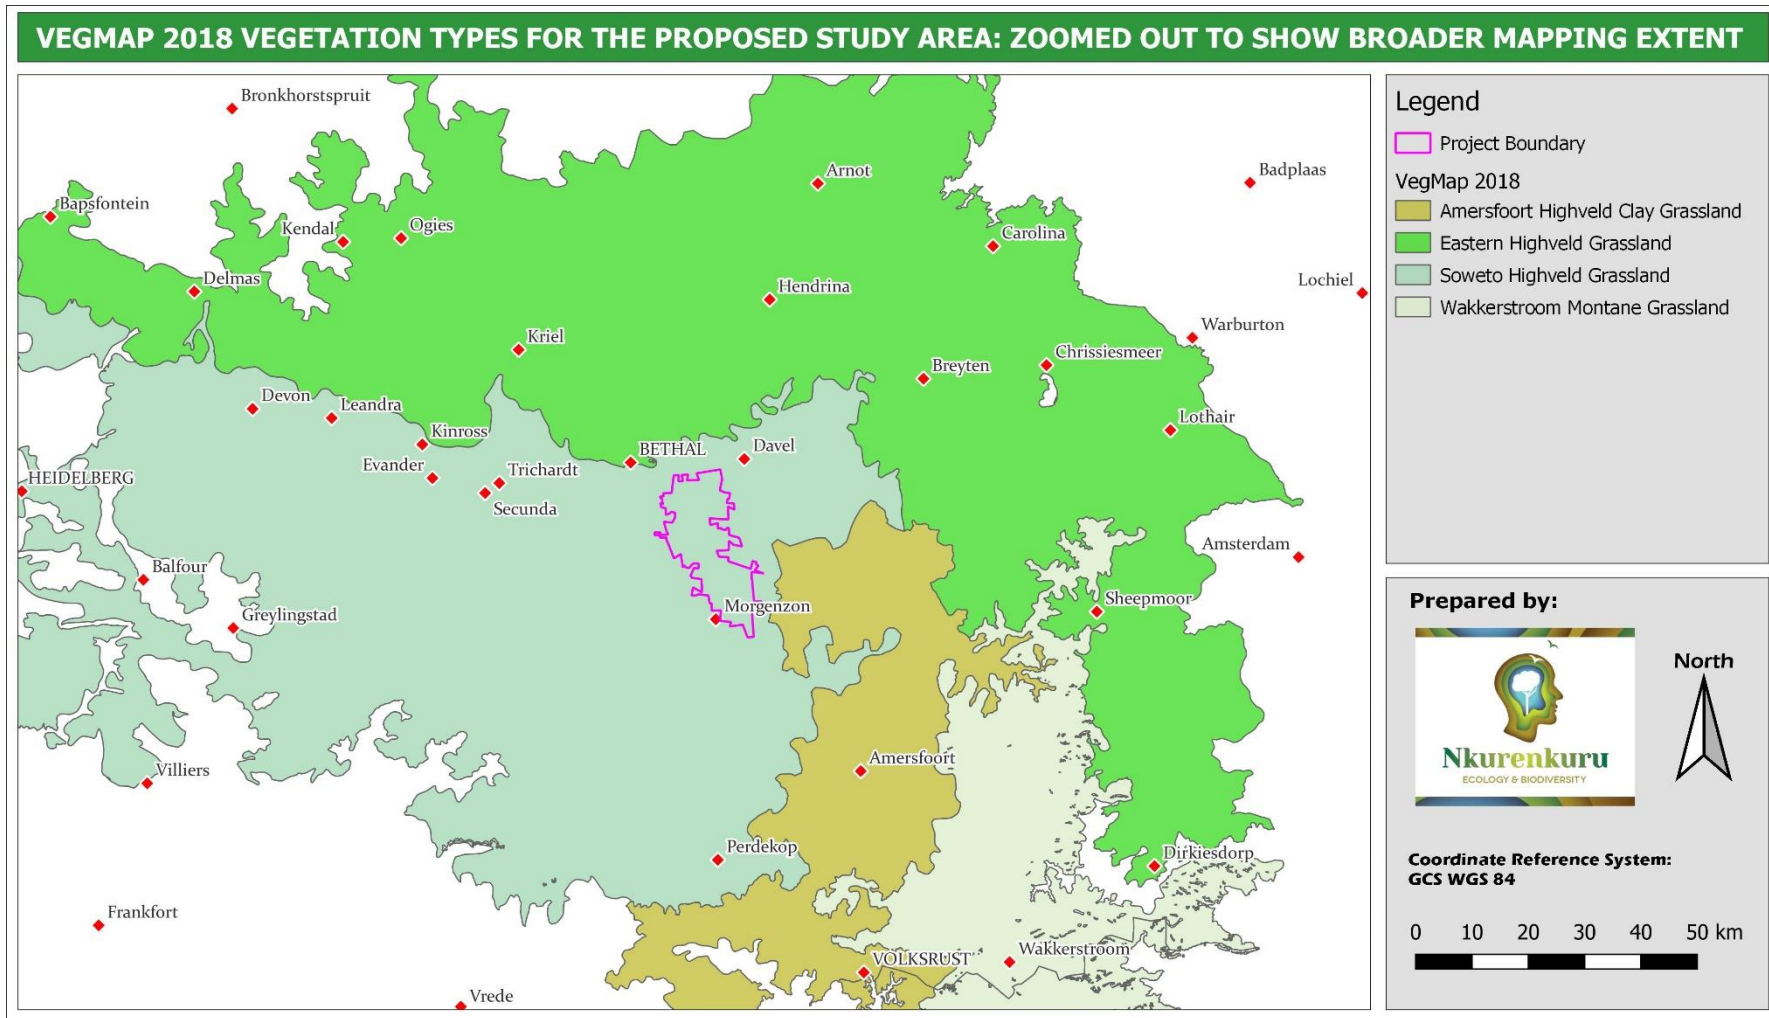 VEGMAP 2018 VEGETATION TYPES FOR THE PROPOSED STUDY AREA: ZOOMED OUT TO SHOW BROADER MAPPING EXTENT
Bronkhorstspruit
Arnot
Badplaas
Bapsfontein
Kendal
Ogies
Carolina
Delmas
Hendrina
Lochiel
Kriel
Warburton
Breyten
Chrissiesmeer
Devon
Leandra
Lothair
Kinross
BETHAL
Davel
Evander
Trichardt
HEIDELBERG
Secunda
Amsterdam
Balfour
Greylingstad
Morgenzon
Sheepmoor
Amersfoort
Villiers
Perdekop
Dirkiesdorp
Frankfort
VOLKSRUST
Wakkerstroom
Vrede
Legend
Project Boundary
VegMap 2018
Amersfoort Highveld Clay Grassland
Eastern Highveld Grassland
Soweto Highveld Grassland
Wakkerstroom Montane Grassland
Prepared by:
Nkurenkuru
ECOLOGY & BIODIVERSITY
North
Coordinate Reference System:
GCS WGS 84
0 10 20 30 40 50 km